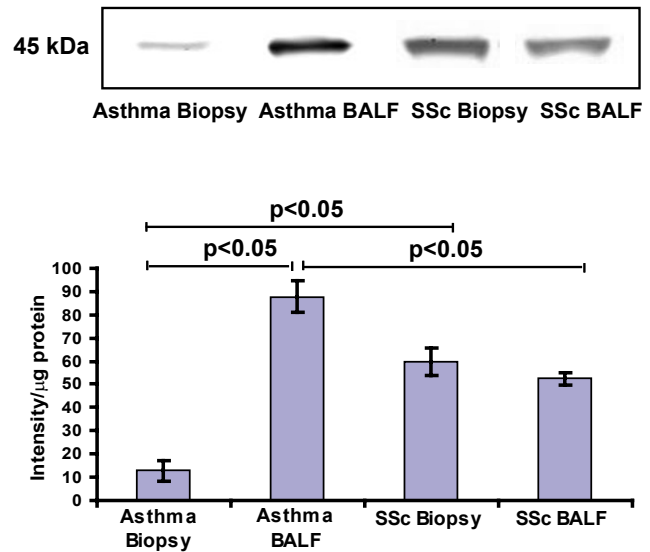 45 kDa
Asthma Biopsy Asthma BALF SSc Biopsy SSc BALF
p<0.05
p<0.05 p<0.05
Intensity/μg protein
100
90
80
70
60
50
40
30
20
10
0
Asthma Biopsy
Asthma BALF
SSc Biopsy
SSc BALF